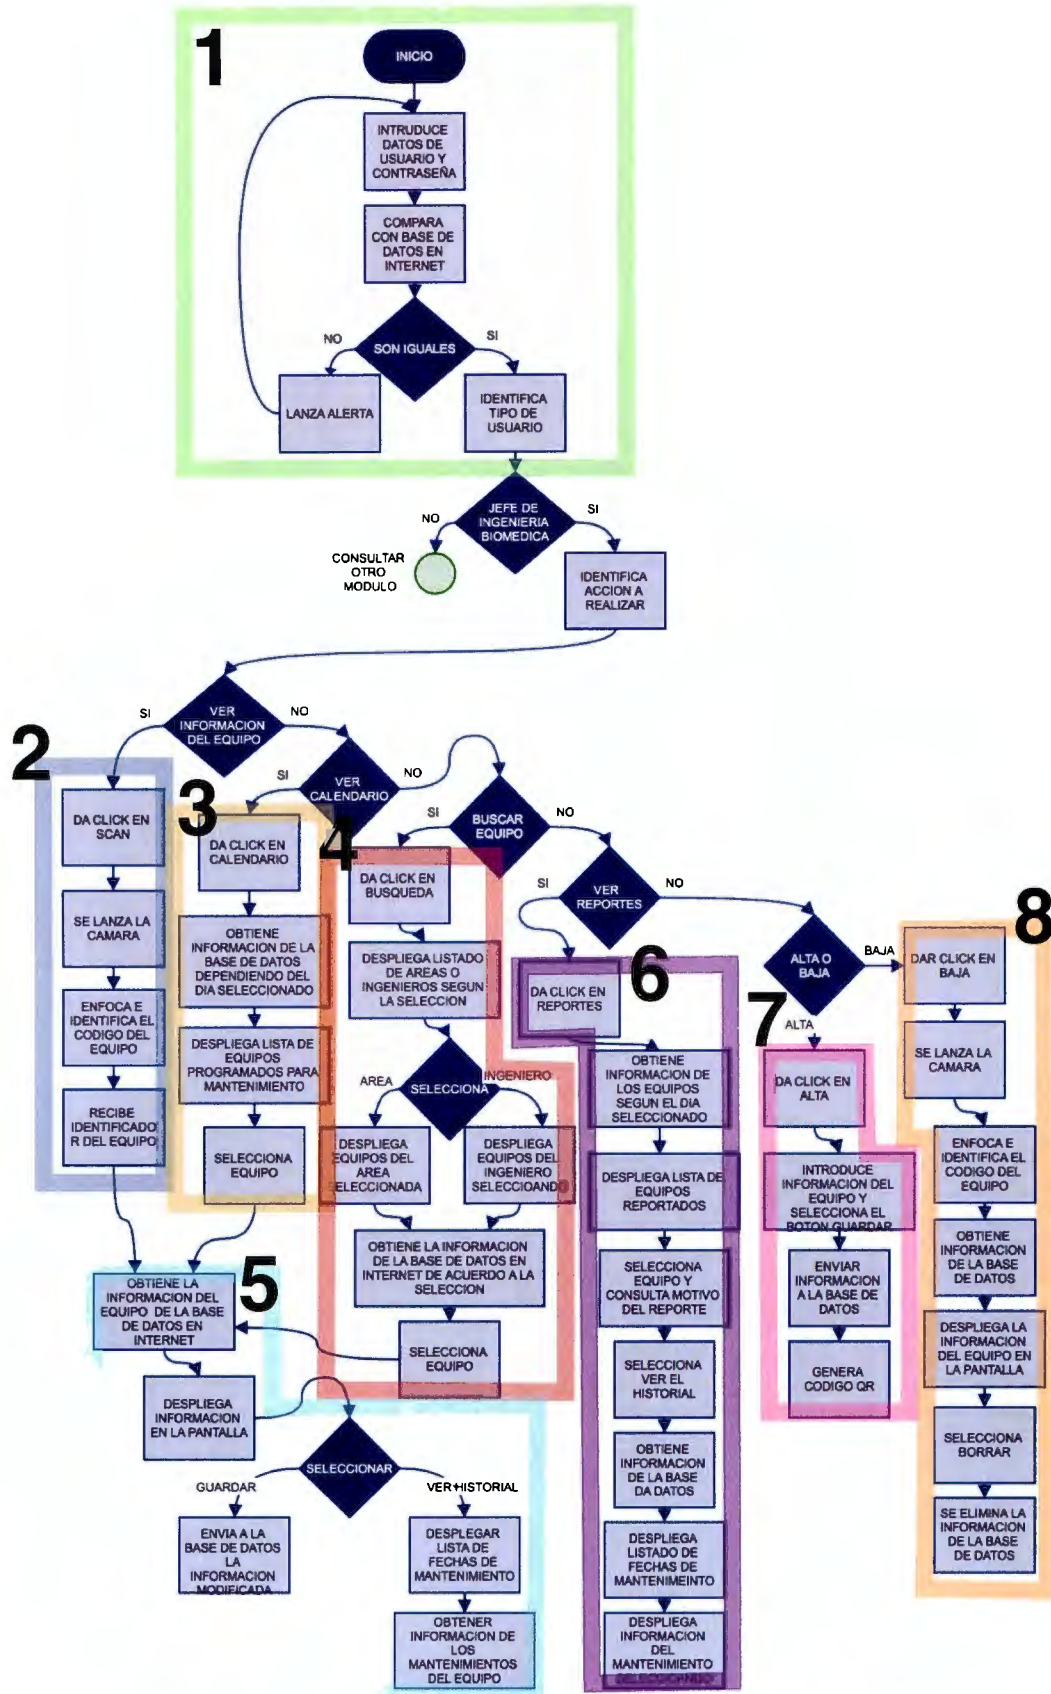 1
INICIO
INTRUDUCE
DATOS DE
USUARIO Y
CONTRASEÑA
COMPARA
CON BASE DE
DATOS EN
INTERNET
NO
SON IGUALES
SI
LANZA ALERTA
IDENTIFICA
TIPO DE
USUARIO
JEFE DE
INGENIERIA
BIOMEDICA
NO
SI
CONSULTAR
OTRO
MODULO
IDENTIFICA
ACCION A
REALIZAR
VER
INFORMACION
DEL EQUIPO
SI
NO
VER
CALENDARIO
SI
NO
BUSCAR
EQUIPO
SI
NO
VER
REPORTES
SI
NO
ALTA O
BAJA
BAJA
ALTA
2
DA CLICK EN
SCAN
SE LANZA LA
CAMARA
ENFOCA E
IDENTIFICA EL
CODIGO DEL
EQUIPO
RECIBE
IDENTIFICADO
R DEL EQUIPO
3
DA CLICK EN
CALENDARIO
OBTIENE
INFORMACION DE LA
BASE DE DATOS
DEPENDIENDO DEL
DIA SELECCIONADO
DESPLIEGA LISTA DE
EQUIPOS
PROGRAMADOS PARA
MANTENIMIENTO
SELECCIONA
EQUIPO
4
DA CLICK EN
BUSQUEDA
DESPLIEGA LISTADO
DE AREAS O
INGENIEROS SEGUN
LA SELECCION
AREA
SELECCIONA
INGENIERO
DESPLIEGA
EQUIPOS DEL
AREA
SELECCIONADA
DESPLIEGA
EQUIPOS DEL
INGENIERO
SELECCIOANDO
OBTIENE LA INFORMACION
DE LA BASE DE DATOS EN
INTERNET DE ACUERDO A LA
SELECCION
SELECCIONA
EQUIPO
5
OBTIENE LA
INFORMACION DEL
EQUIPO DE LA BASE
DE DATOS EN
INTERNET
DESPLIEGA
INFORMACION
EN LA PANTALLA
SELECCIONAR
GUARDAR
VER HISTORIAL
ENVIA A LA
BASE DE DATOS
LA
INFORMACION
MODIFICADA
DESPLEGAR
LISTA DE
FECHAS DE
MANTENIMIENTO
OBTENER
INFORMACION DE
LOS
MANTENIMIENTOS
DEL EQUIPO
6
DA CLICK EN
REPORTES
OBTIENE
INFORMACION DE
LOS EQUIPOS
SEGUN EL DIA
SELECCIONADO
DESPLIEGA LISTA DE
EQUIPOS
REPORTADOS
SELECCIONA
EQUIPO Y
CONSULTA MOTIVO
DEL REPORTE
SELECCIONA
VER EL
HISTORIAL
OBTIENE
INFORMACION
DE LA BASE
DA DATOS
DESPLIEGA
LISTADO DE
FECHAS DE
MANTENIMEINTO
DESPLIEGA
INFORMACION
DEL
MANTENIMIENTO
7
DA CLICK EN
ALTA
INTRODUCE
INFORMACION DEL
EQUIPO Y
SELECCIONA EL
BOTON GUARDAR
ENVIAR
INFORMACION
A LA BASE DE
DATOS
GENERA
CODIGO QR
8
DAR CLICK EN
BAJA
SE LANZA LA
CAMARA
ENFOCA E
IDENTIFICA EL
CODIGO DEL
EQUIPO
OBTIENE
INFORMACION
DE LA BASE DE
DATOS
DESPLIEGA LA
INFORMACION
DEL EQUIPO EN
LA PANTALLA
SELECCIONA
BORRAR
SE ELIMINA LA
INFORMACION
DE LA BASE
DE DATOS